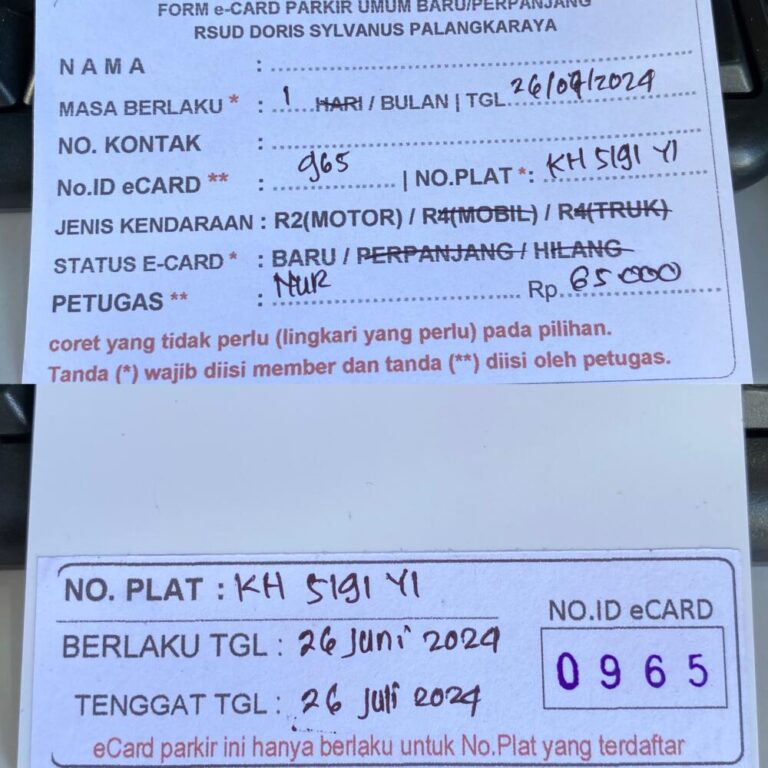 FORM e-CARD PARKIR UMUM BARU/PERPANJANG
RSUD DORIS SYLVANUS PALANGKARAYA
NAMA :
MASA BERLAKU * : 1 HARI / BULAN | TGL. 26/07/2024
NO. KONTAK :
No.ID eCARD ** : 965 | NO.PLAT *: KH 5191 YI
JENIS KENDARAAN : R2(MOTOR) / R4(MOBIL) / R4(TRUK)
STATUS E-CARD * : BARU / PERPANJANG / HILANG
PETUGAS ** : NUR Rp. 65.000
coret yang tidak perlu (lingkari yang perlu) pada pilihan.
Tanda (*) wajib diisi member dan tanda (**) diisi oleh petugas.
NO. PLAT : KH 5191 YI
BERLAKU TGL : 26 Juni 2024
TENGGAT TGL : 26 Juli 2024
NO.ID eCARD
0965
eCard parkir ini hanya berlaku untuk No.Plat yang terdaftar